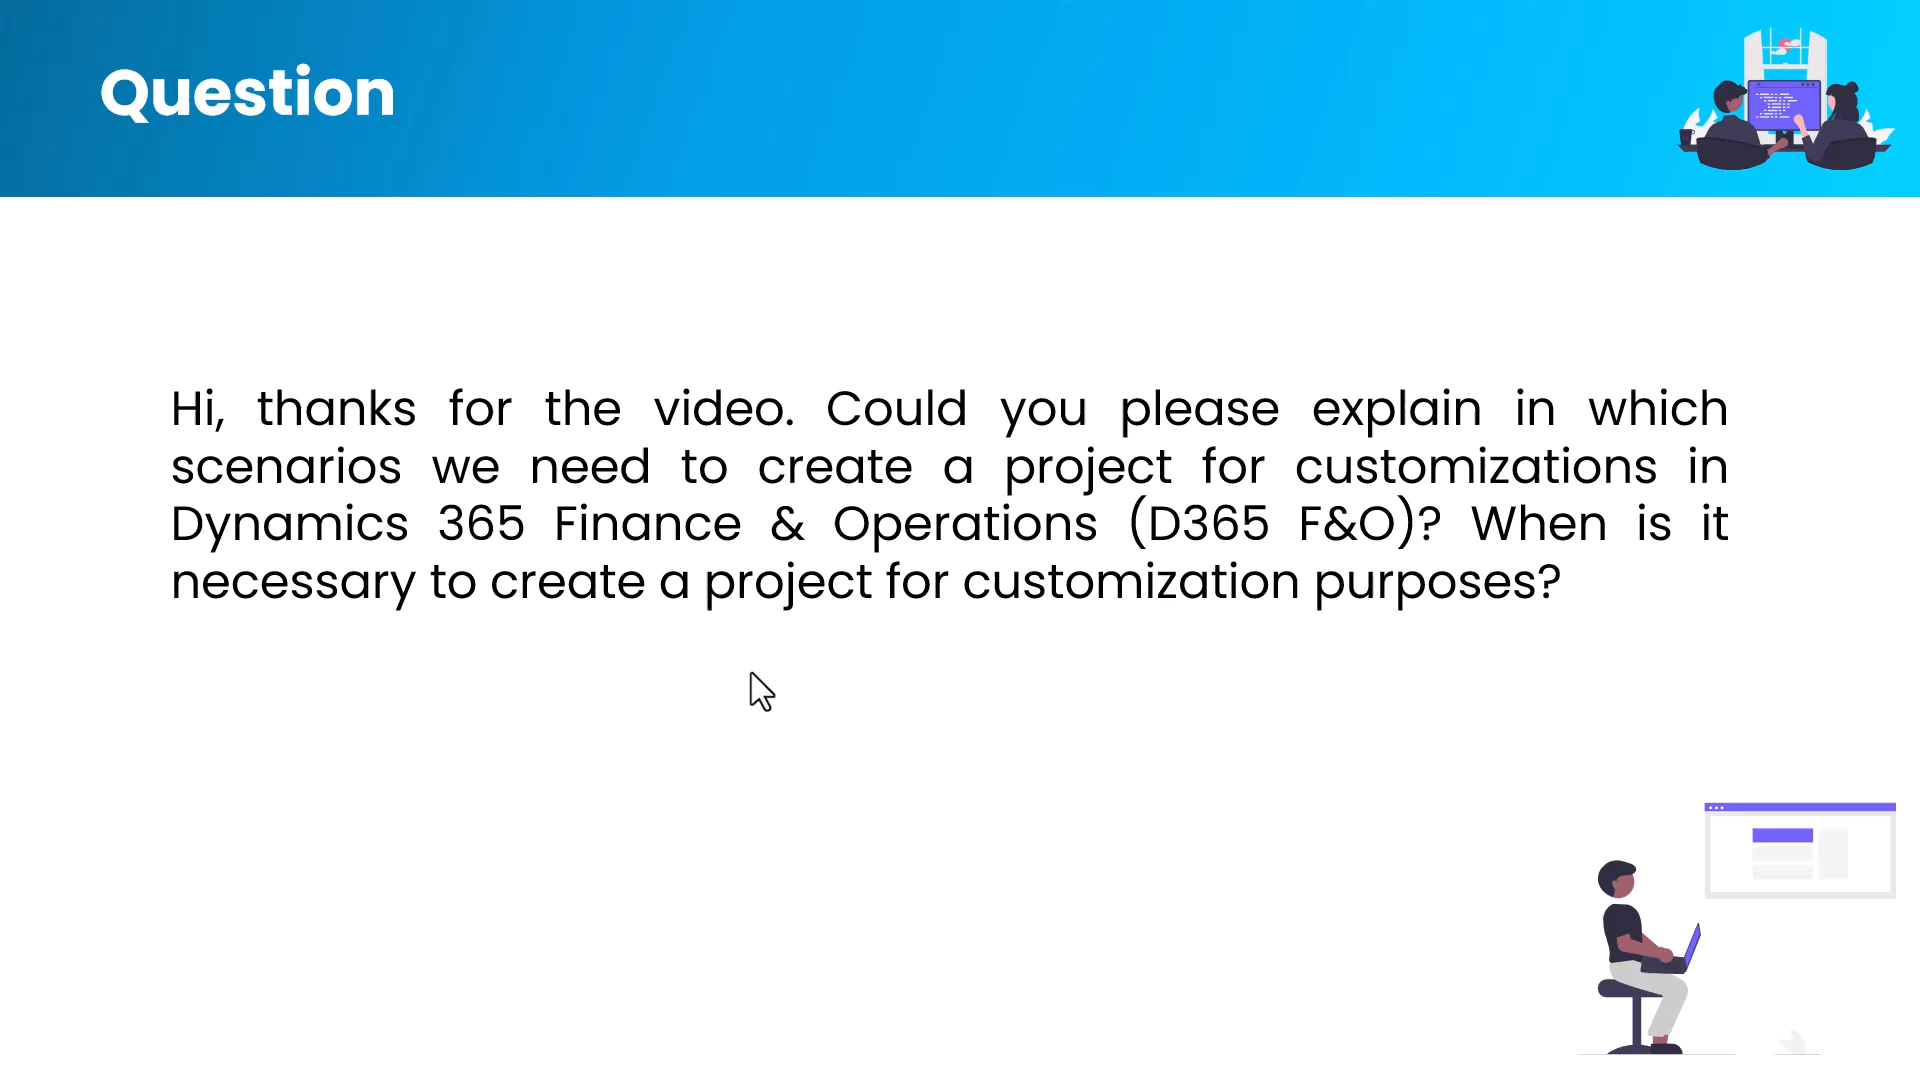 Question
Hi, thanks for the video. Could you please explain in which
scenarios we need to create a project for customizations in
Dynamics 365 Finance & Operations (D365 F&O)? When is it
necessary to create a project for customization purposes?